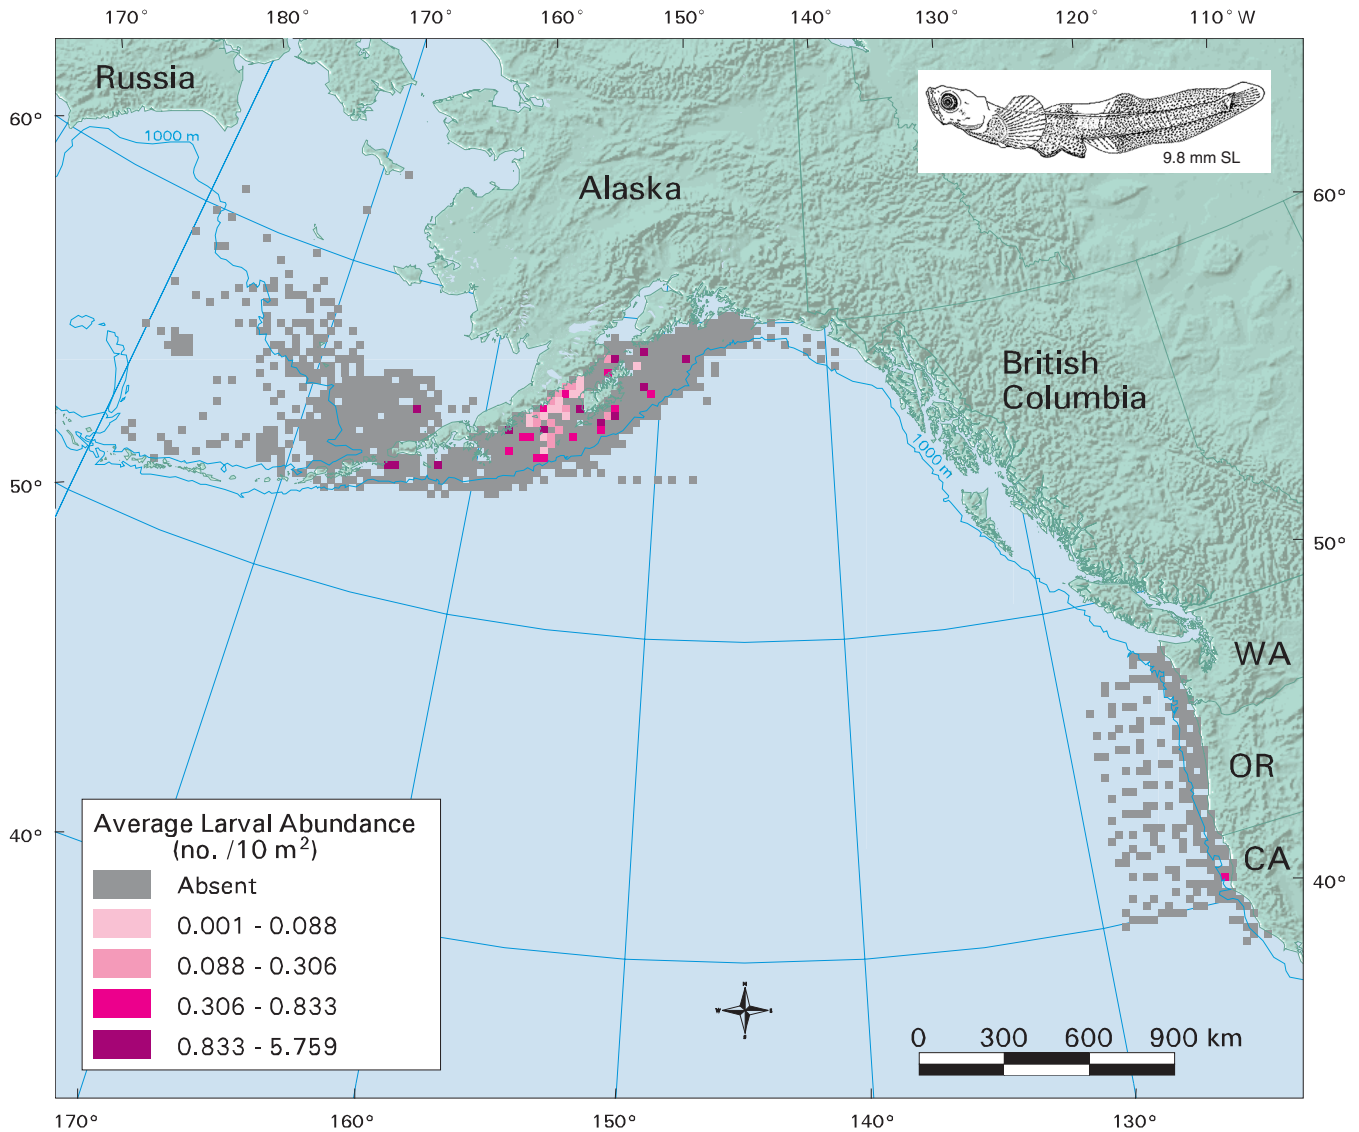 170° 180° 170° 160° 150° 140° 130° 120° 110° W
Russia
60°
1000 m
9.8 mm SL
Alaska
60°
British
Columbia
1000 m
50°
50°
WA
OR
40°
CA
40°
Average Larval Abundance
(no. /10 m²)
Absent
0.001 - 0.088
0.088 - 0.306
0.306 - 0.833
0.833 - 5.759
N
W
S
0 300 600 900 km
170° 160° 150° 140° 130°